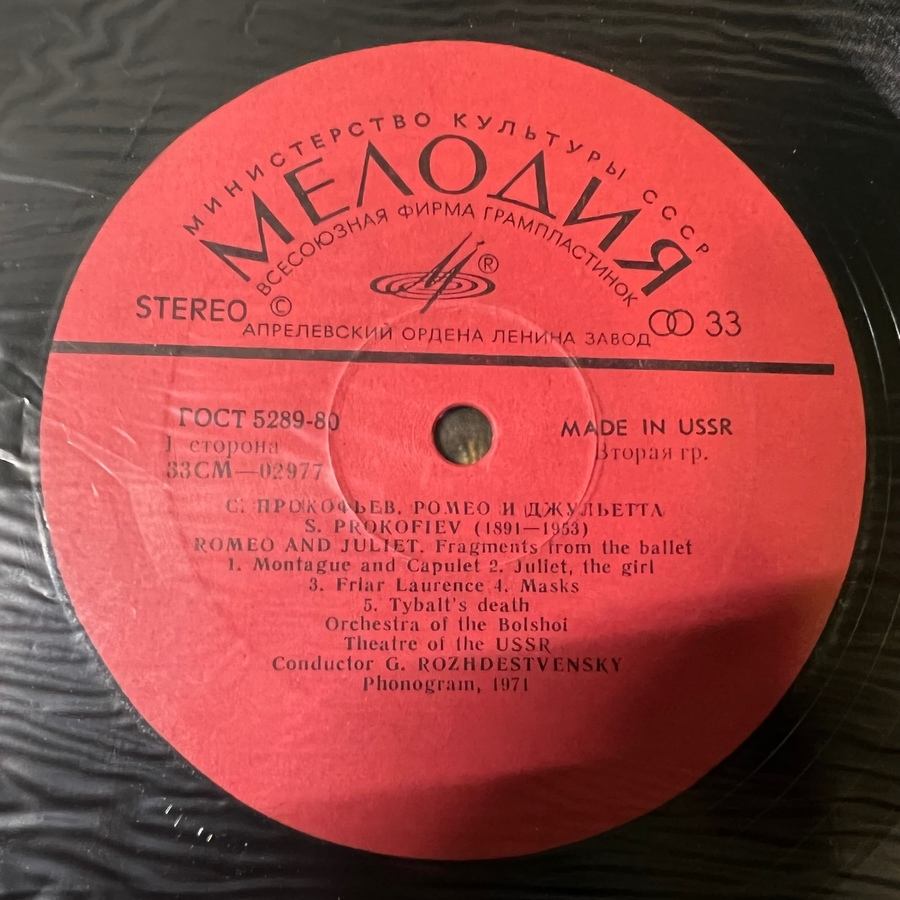 МИНИСТЕРСТВО КУЛЬТУРЫ СССР
МЕЛОДИЯ
ВСЕСОЮЗНАЯ ФИРМА ГРАМПЛАСТИНОК
®
STEREO © 33
АПРЕЛЕВСКИЙ ОРДЕНА ЛЕНИНА ЗАВОД
ГОСТ 5289-80 MADE IN USSR
1 сторона Вторая гр.
33СМ—02977
С. ПРОКОФЬЕВ. РОМЕО И ДЖУЛЬЕТТА
S. PROKOFIEV (1891—1953)
ROMEO AND JULIET. Fragments from the ballet
1. Montague and Capulet 2. Juliet, the girl
3. Friar Laurence 4. Masks
5. Tybalt's death
Orchestra of the Bolshoi
Theatre of the USSR
Conductor G. ROZHDESTVENSKY
Phonogram, 1971